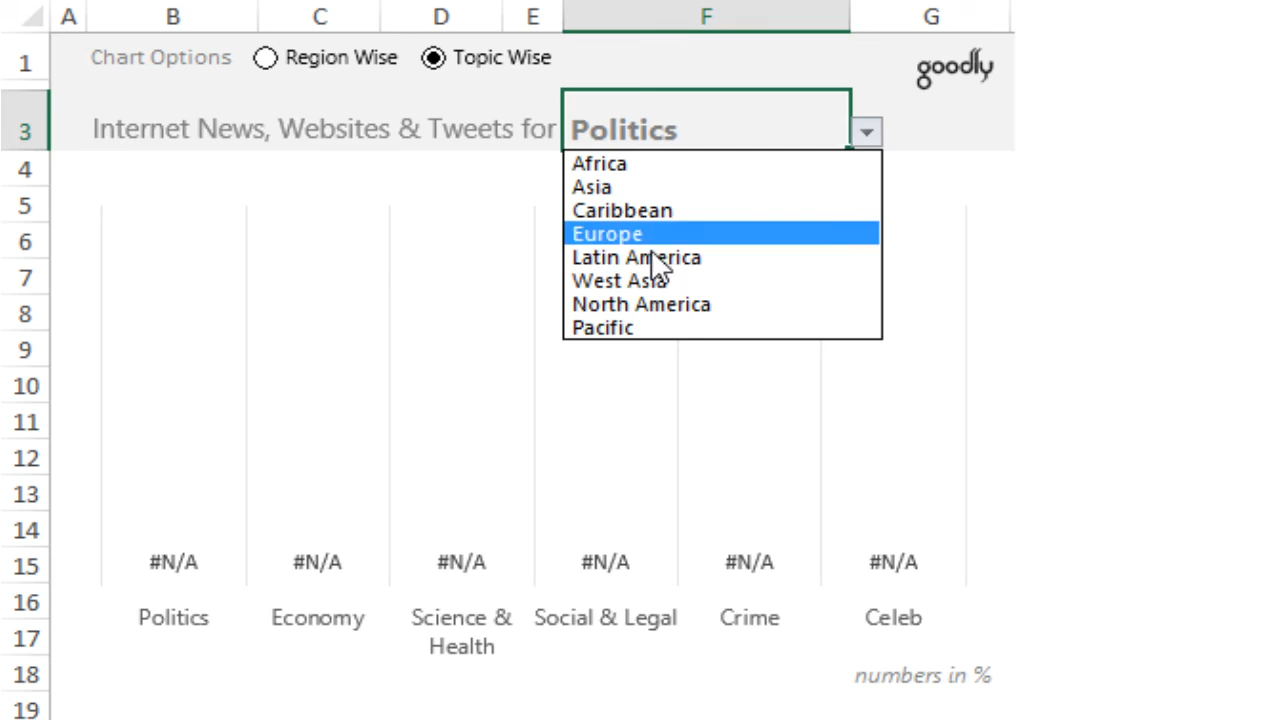 A B C D E F G
1 Chart Options Region Wise Topic Wise goodly
3 Internet News, Websites & Tweets for Politics
4 Africa
Asia
5 Caribbean
6 Europe
Latin America
7 West Asia
8 North America
Pacific
9
10
11
12
13
14
15 #N/A #N/A #N/A #N/A #N/A #N/A
16 Politics Economy Science & Social & Legal Crime Celeb
17 Health
18 numbers in %
19